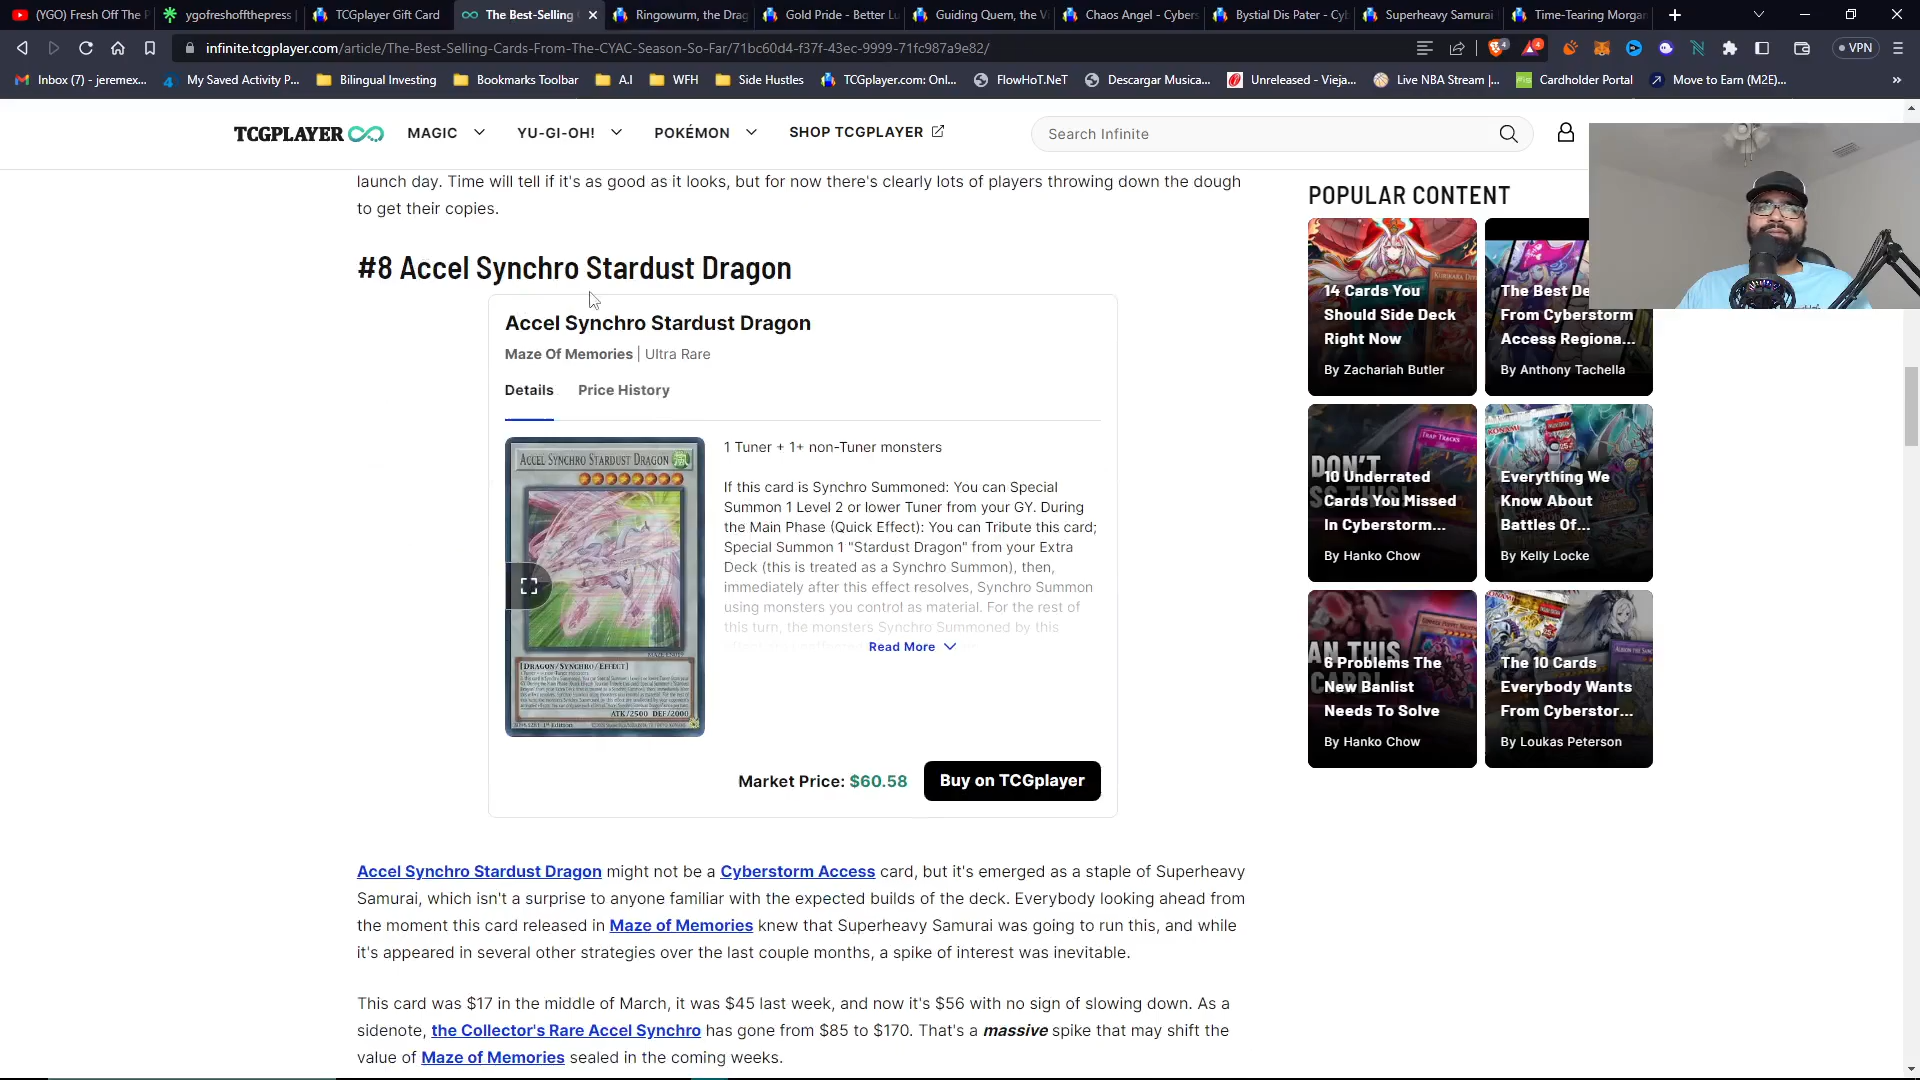 (YGO) Fresh Off The P
ygofreshoffthepress
TCGplayer Gift Card
The Best-Selling
Ringowurm, the Drag
Gold Pride - Better Lu
Guiding Quem, the Vi
Chaos Angel - Cybers
Bystial Dis Pater - Cyb
Superheavy Samurai
Time-Tearing Morgan
infinite.tcgplayer.com/article/The-Best-Selling-Cards-From-The-CYAC-Season-So-Far/71bc60d4-f37f-43ec-9999-71fc987a9e82/
4
4
VPN
Inbox (7) - jeremex...
My Saved Activity P...
Bilingual Investing
Bookmarks Toolbar
A.I
WFH
Side Hustles
TCGplayer.com: Onl...
FlowHoT.NeT
Descargar Musica...
Unreleased - Vieja...
Live NBA Stream |...
Cardholder Portal
Move to Earn (M2E)...
TCGPLAYER
MAGIC
YU-GI-OH!
POKÉMON
SHOP TCGPLAYER
Search Infinite
launch day. Time will tell if it's as good as it looks, but for now there's clearly lots of players throwing down the dough
to get their copies.
#8 Accel Synchro Stardust Dragon
Accel Synchro Stardust Dragon
Maze Of Memories | Ultra Rare
Details
Price History
ACCEL SYNCHRO STARDUST DRAGON
[DRAGON/SYNCHRO/EFFECT]
ATK/2500 DEF/2000
1st Edition
1 Tuner + 1+ non-Tuner monsters
If this card is Synchro Summoned: You can Special
Summon 1 Level 2 or lower Tuner from your GY. During
the Main Phase (Quick Effect): You can Tribute this card;
Special Summon 1 "Stardust Dragon" from your Extra
Deck (this is treated as a Synchro Summon), then,
immediately after this effect resolves, Synchro Summon
using monsters you control as material. For the rest of
this turn, the monsters Synchro Summoned by this
Read More
Market Price: $60.58
Buy on TCGplayer
Accel Synchro Stardust Dragon might not be a Cyberstorm Access card, but it's emerged as a staple of Superheavy
Samurai, which isn't a surprise to anyone familiar with the expected builds of the deck. Everybody looking ahead from
the moment this card released in Maze of Memories knew that Superheavy Samurai was going to run this, and while
it's appeared in several other strategies over the last couple months, a spike of interest was inevitable.
This card was $17 in the middle of March, it was $45 last week, and now it's $56 with no sign of slowing down. As a
sidenote, the Collector's Rare Accel Synchro has gone from $85 to $170. That's a massive spike that may shift the
value of Maze of Memories sealed in the coming weeks.
POPULAR CONTENT
14 Cards You
Should Side Deck
Right Now
By Zachariah Butler
The Best De
From Cyberstorm
Access Regiona...
By Anthony Tachella
TRAP TRACKS
DON'T
10 Underrated
Cards You Missed
In Cyberstorm...
By Hanko Chow
KONAMI
Everything We
Know About
Battles Of...
By Kelly Locke
AN THIS
6 Problems The
New Banlist
Needs To Solve
By Hanko Chow
KONAMI
The 10 Cards
Everybody Wants
From Cyberstor...
By Loukas Peterson